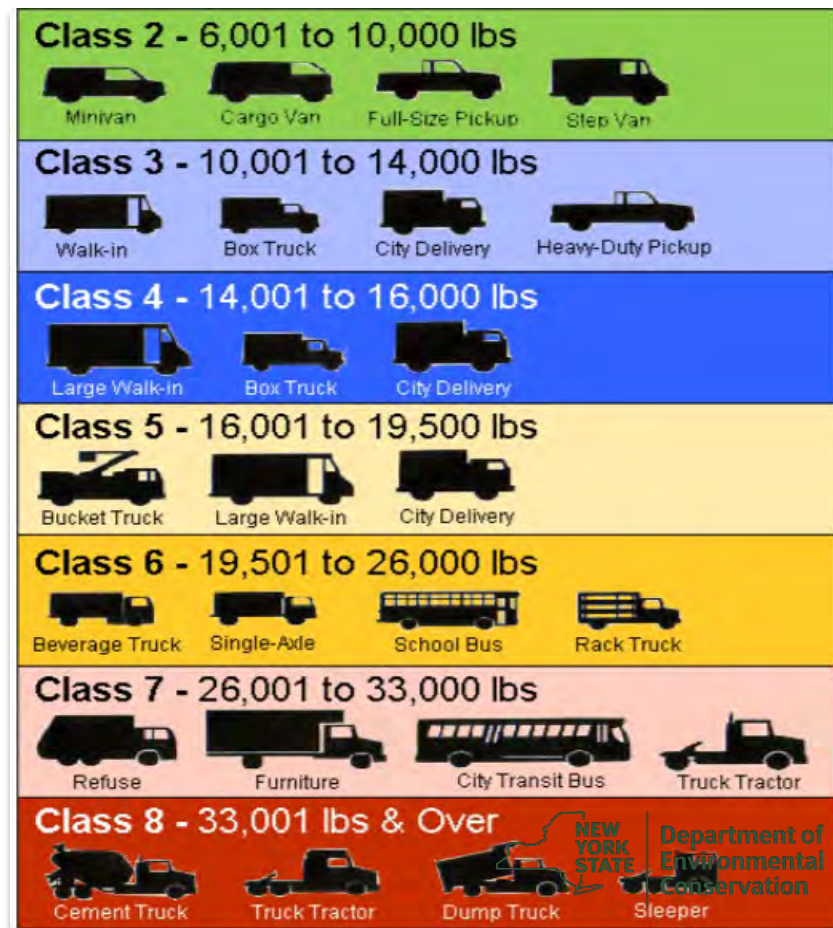 Class 2 - 6,001 to 10,000 lbs
Minivan Cargo Van Full-Size Pickup Step Van
Class 3 - 10,001 to 14,000 lbs
Walk-in Box Truck City Delivery Heavy-Duty Pickup
Class 4 - 14,001 to 16,000 lbs
Large Walk-in Box Truck City Delivery
Class 5 - 16,001 to 19,500 lbs
Bucket Truck Large Walk-in City Delivery
Class 6 - 19,501 to 26,000 lbs
Beverage Truck Single-Axle School Bus Rack Truck
Class 7 - 26,001 to 33,000 lbs
Refuse Furniture City Transit Bus Truck Tractor
Class 8 - 33,001 lbs & Over
Cement Truck Truck Tractor Dump Truck Sleeper
NEW
YORK
STATE
Department of
Environmental
Conservation